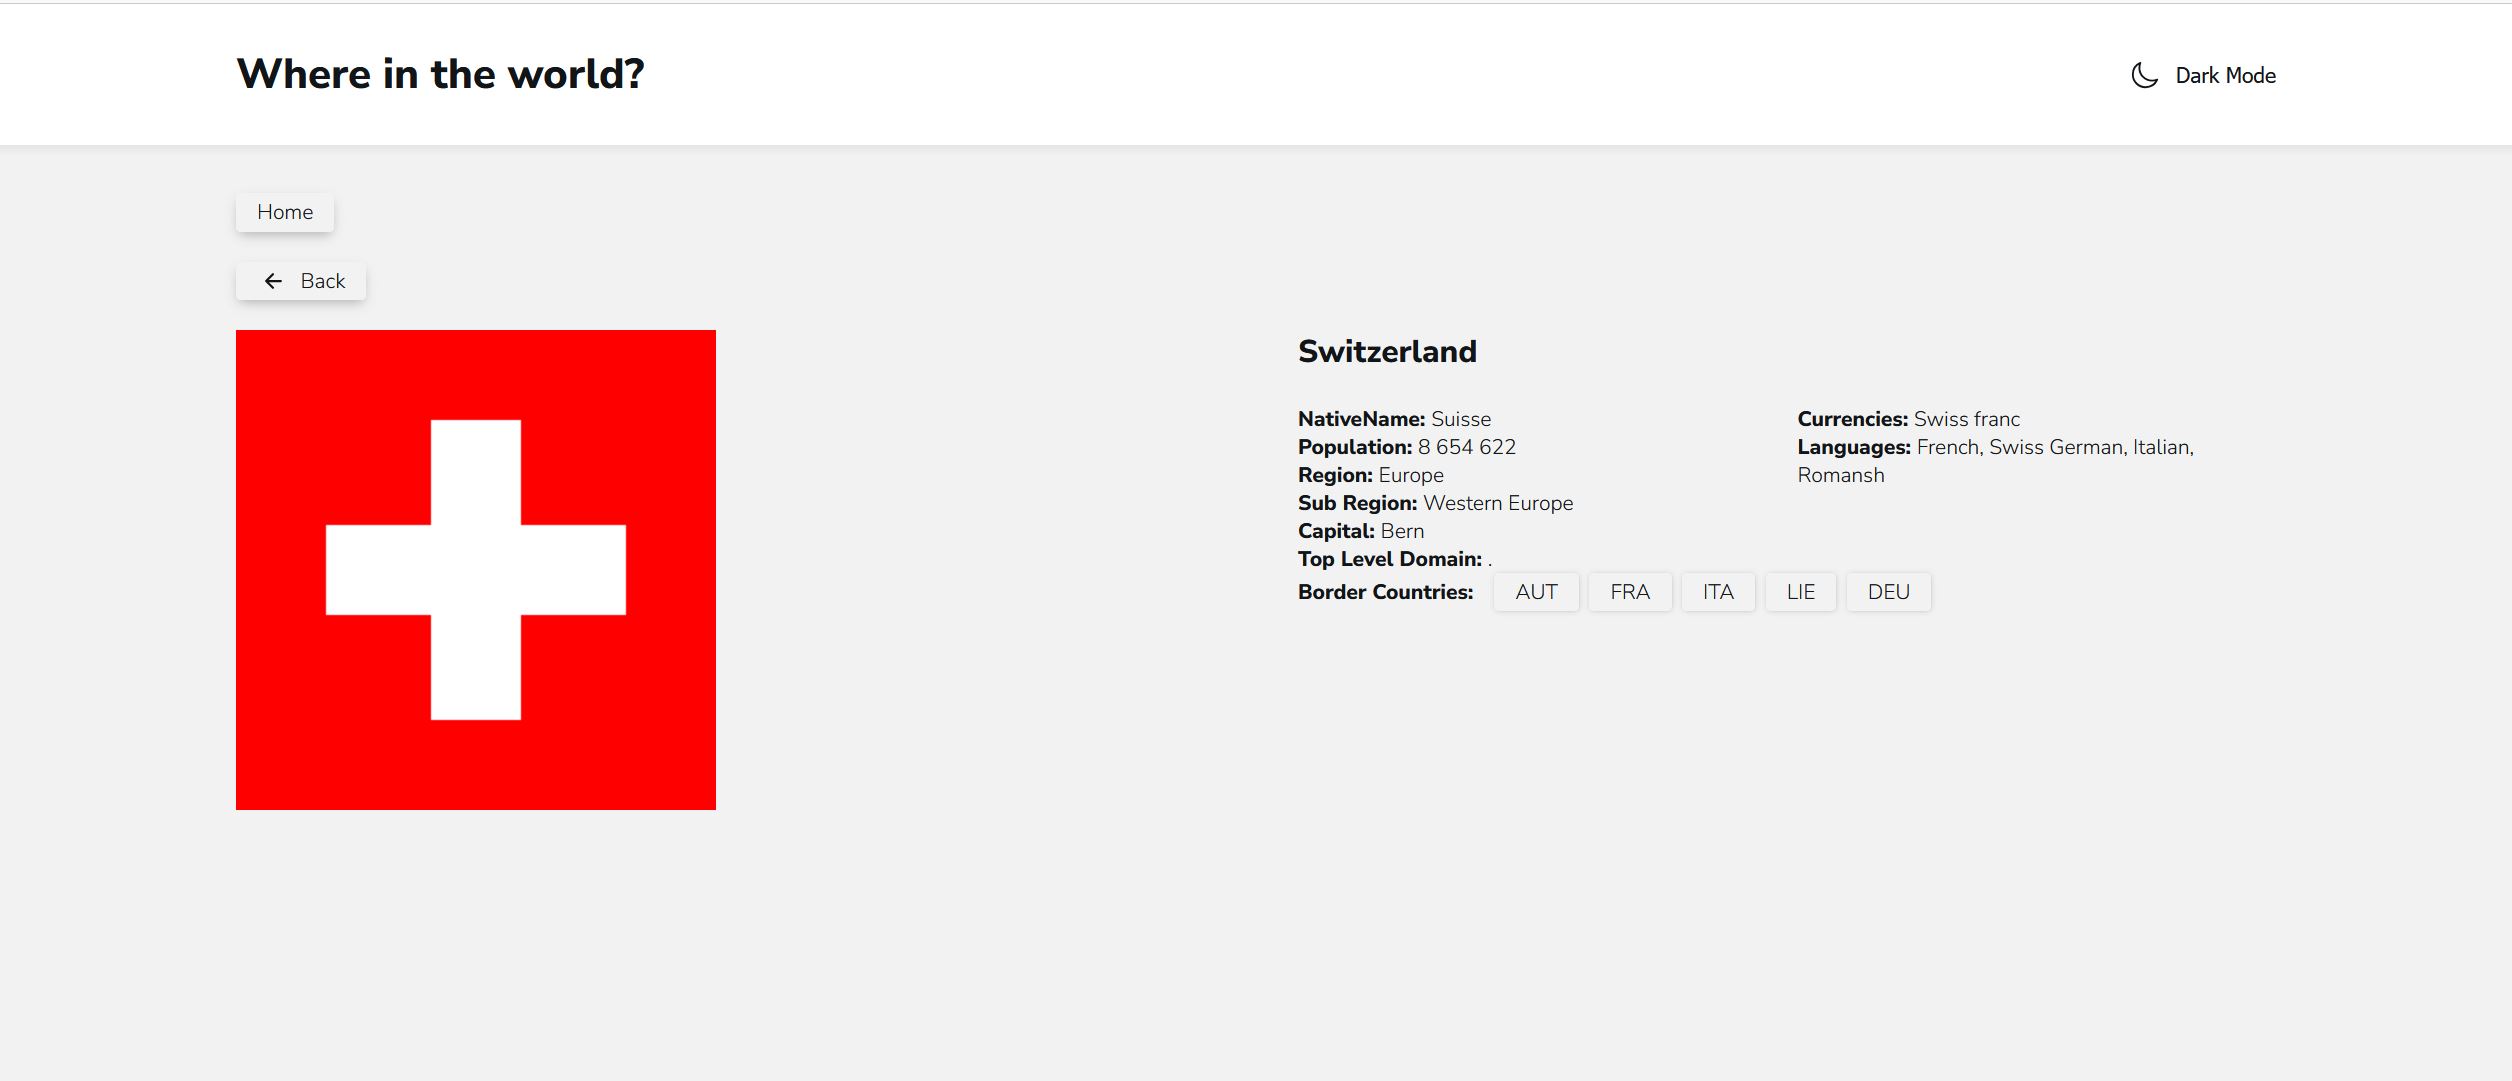 Where in the world?
Dark Mode
Home
Back
Switzerland
NativeName: Suisse
Population: 8 654 622
Region: Europe
Sub Region: Western Europe
Capital: Bern
Top Level Domain: .
Currencies: Swiss franc
Languages: French, Swiss German, Italian,
Romansh
Border Countries: AUT FRA ITA LIE DEU